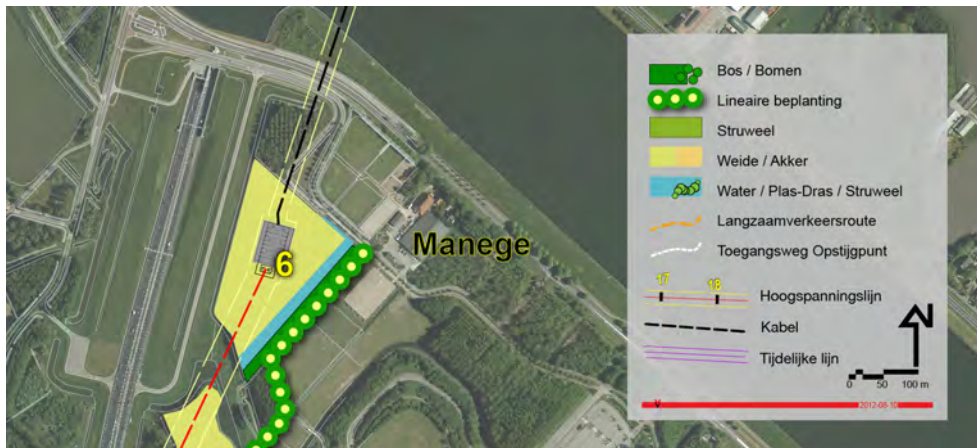 Manege
6
Bos / Bomen
Lineaire beplanting
Struweel
Weide / Akker
Water / Plas-Dras / Struweel
Langzaamverkeersroute
Toegangsweg Opstijgpunt
17 18
Hoogspanningslijn
Kabel
Tijdelijke lijn
N
0 50 100 m
V
2012-08-10